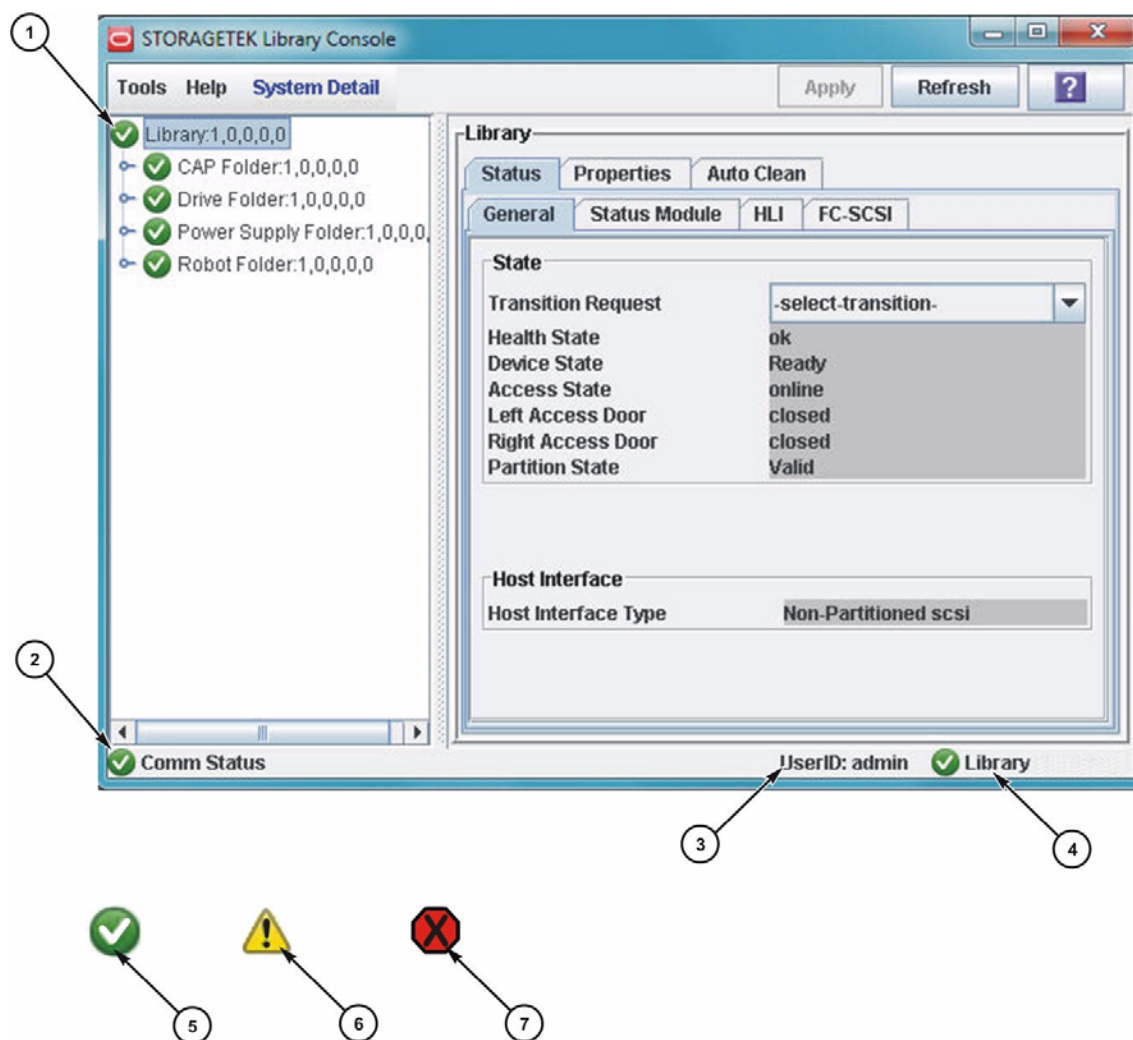 1
STORAGETEK Library Console
Tools Help System Detail Apply Refresh ?
Library:1,0,0,0,0
CAP Folder:1,0,0,0,0
Drive Folder:1,0,0,0,0
Power Supply Folder:1,0,0,0,
Robot Folder:1,0,0,0,0
Library
Status Properties Auto Clean
General Status Module HLI FC-SCSI
State
Transition Request -select-transition-
Health State ok
Device State Ready
Access State online
Left Access Door closed
Right Access Door closed
Partition State Valid
Host Interface
Host Interface Type Non-Partitioned scsi
2
Comm Status UserID: admin Library
3
4
5
6
7